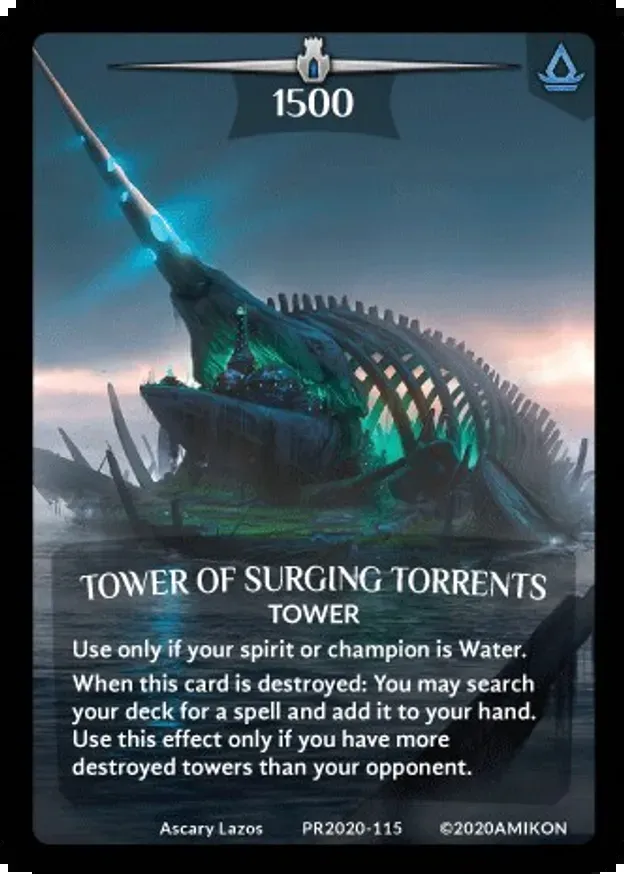 1500
TOWER OF SURGING TORRENTS
TOWER
Use only if your spirit or champion is Water.
When this card is destroyed: You may search
your deck for a spell and add it to your hand.
Use this effect only if you have more
destroyed towers than your opponent.
Ascary Lazos PR2020-115 ©2020AMIKON